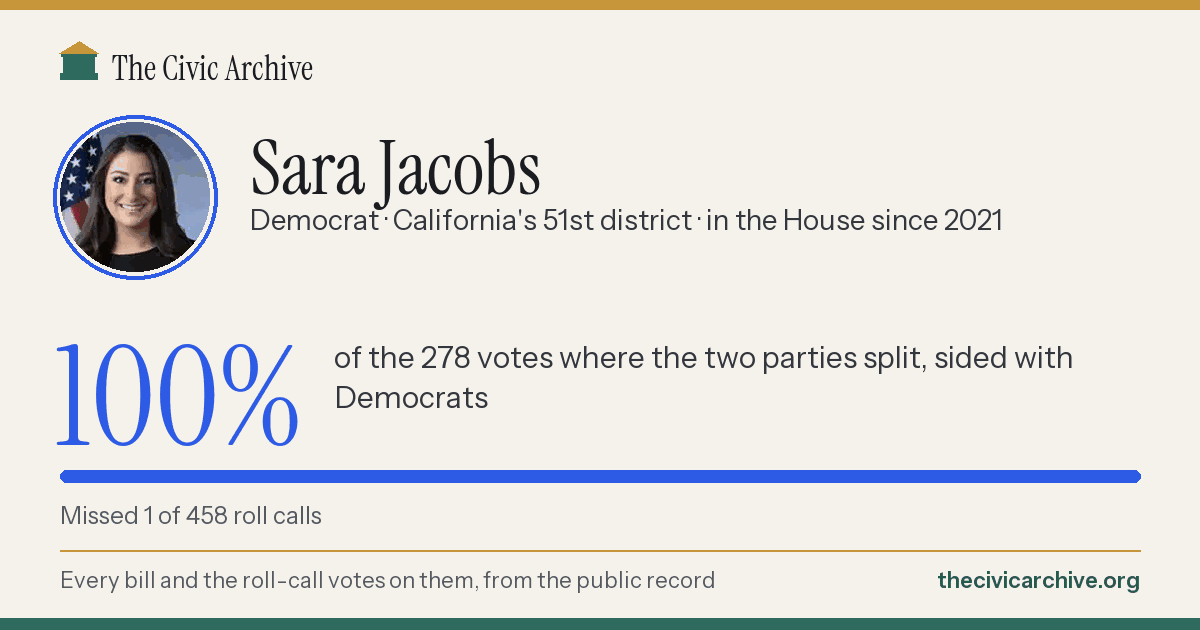 The Civic Archive
Sara Jacobs
Democrat · California's 51st district · in the House since 2021
100%
of the 278 votes where the two parties split, sided with
Democrats
Missed 1 of 458 roll calls
Every bill and the roll-call votes on them, from the public record
thecivicarchive.org